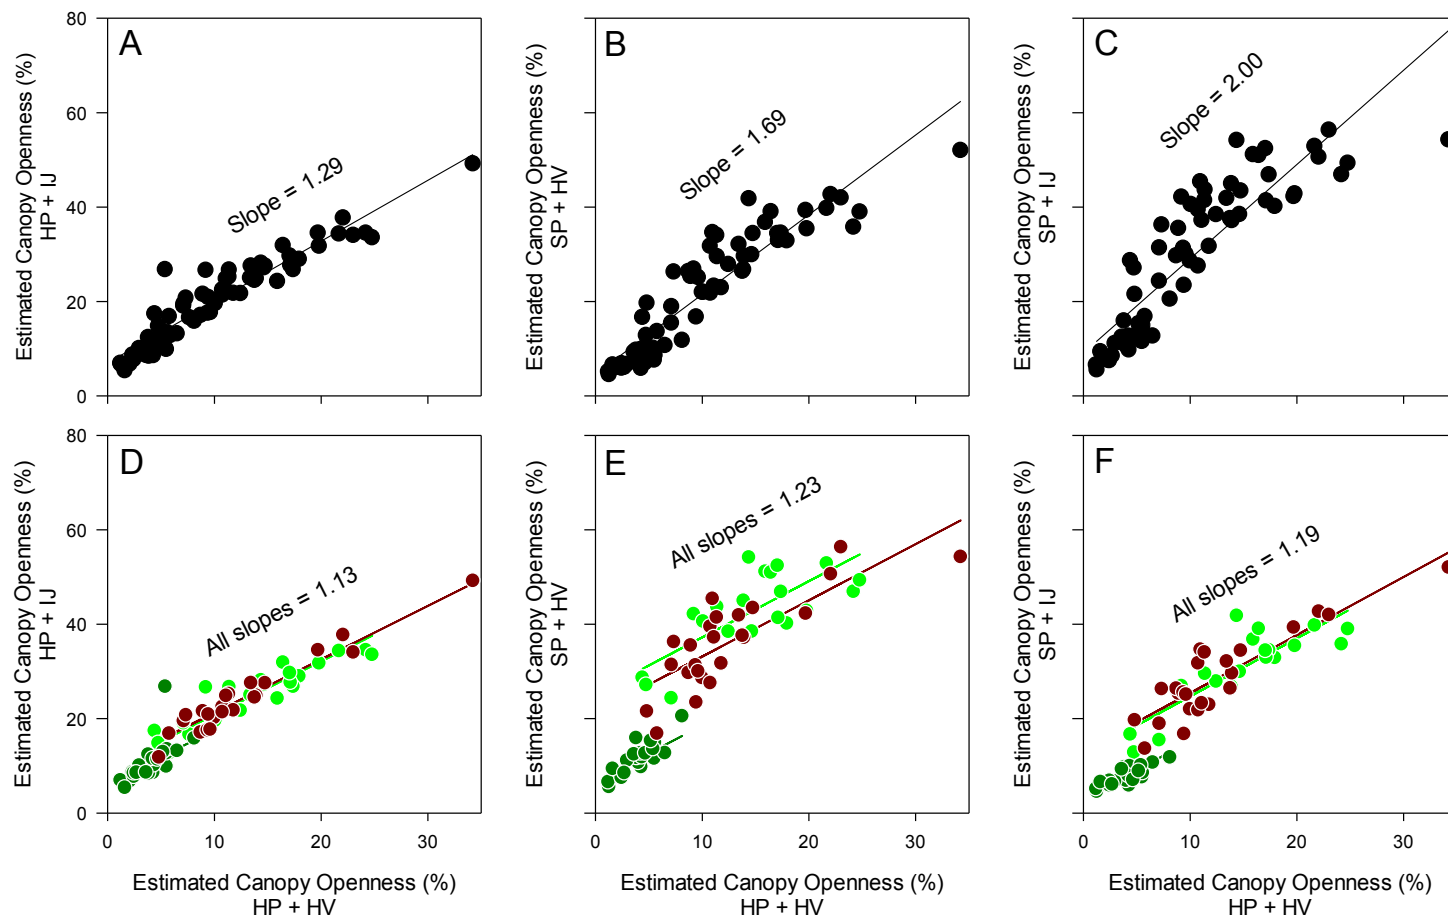 A
B
C
Estimated Canopy Openness (%)
HP + IJ
80
60
40
20
0
Slope = 1.29
Estimated Canopy Openness (%)
SP + HV
Slope = 1.69
Estimated Canopy Openness (%)
SP + IJ
Slope = 2.00
D
E
F
Estimated Canopy Openness (%)
HP + IJ
80
60
40
20
0
All slopes = 1.13
Estimated Canopy Openness (%)
SP + HV
All slopes = 1.23
Estimated Canopy Openness (%)
SP + IJ
All slopes = 1.19
0 10 20 30
0 10 20 30
0 10 20 30
Estimated Canopy Openness (%)
HP + HV
Estimated Canopy Openness (%)
HP + HV
Estimated Canopy Openness (%)
HP + HV